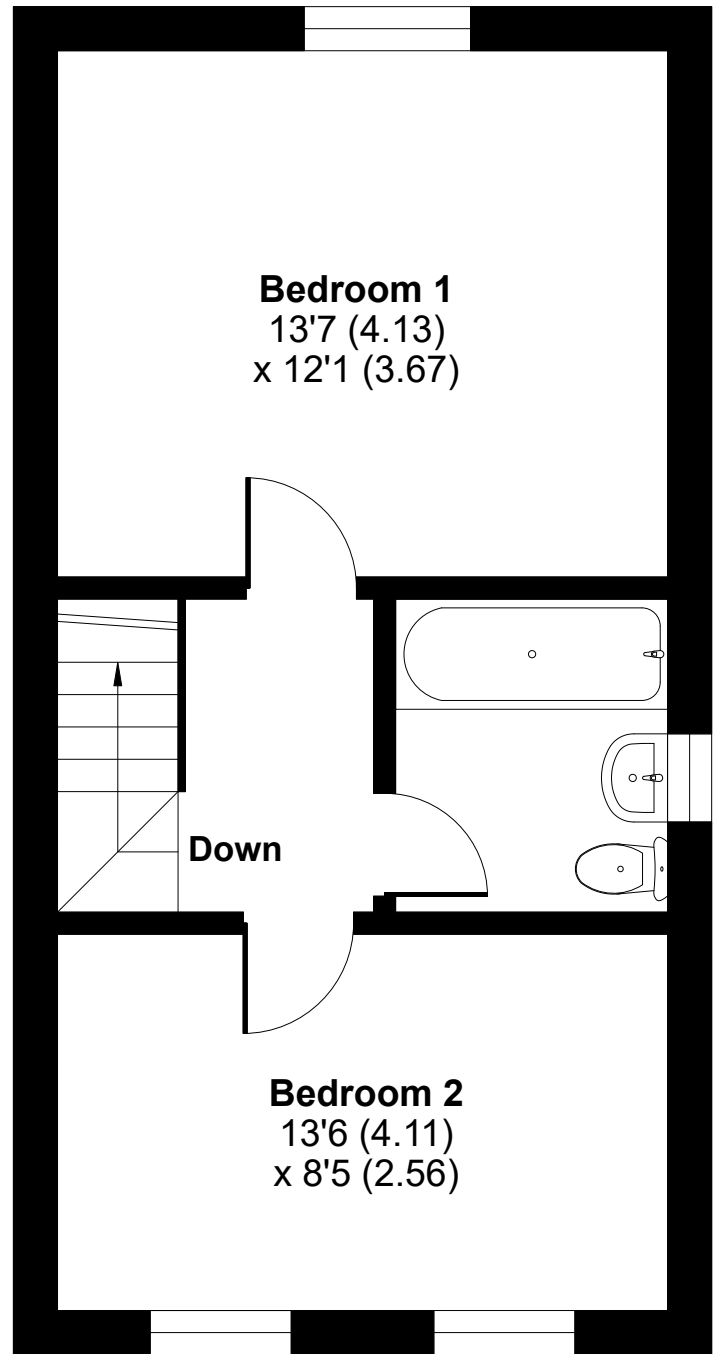 Bedroom 1
13'7 (4.13)
x 12'1 (3.67)
Down
Bedroom 2
13'6 (4.11)
x 8'5 (2.56)